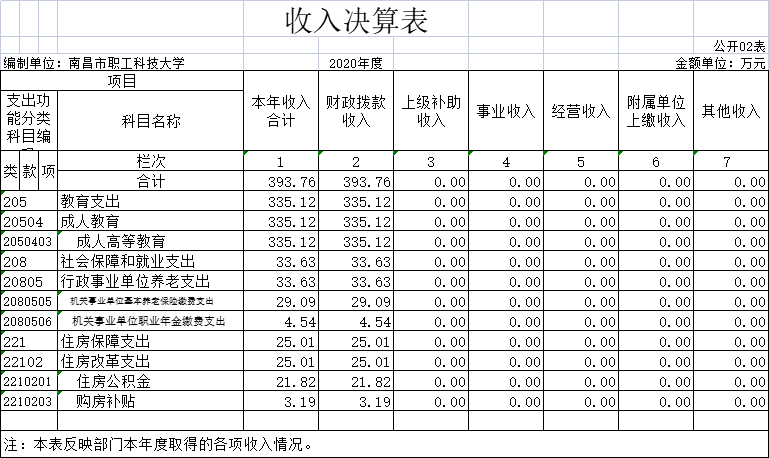 收入决算表
公开02表
编制单位：南昌市职工科技大学 2020年度 金额单位：万元
项目
支出功能分类科目编 科目名称 本年收入合计 财政拨款收入 上级补助收入 事业收入 经营收入 附属单位上缴收入 其他收入
类 款 项 栏次 1 2 3 4 5 6 7
合计 393.76 393.76 0.00 0.00 0.00 0.00 0.00
205 教育支出 335.12 335.12 0.00 0.00 0.00 0.00 0.00
20504 成人教育 335.12 335.12 0.00 0.00 0.00 0.00 0.00
2050403 成人高等教育 335.12 335.12 0.00 0.00 0.00 0.00 0.00
208 社会保障和就业支出 33.63 33.63 0.00 0.00 0.00 0.00 0.00
20805 行政事业单位养老支出 33.63 33.63 0.00 0.00 0.00 0.00 0.00
2080505 机关事业单位基本养老保险缴费支出 29.09 29.09 0.00 0.00 0.00 0.00 0.00
2080506 机关事业单位职业年金缴费支出 4.54 4.54 0.00 0.00 0.00 0.00 0.00
221 住房保障支出 25.01 25.01 0.00 0.00 0.00 0.00 0.00
22102 住房改革支出 25.01 25.01 0.00 0.00 0.00 0.00 0.00
2210201 住房公积金 21.82 21.82 0.00 0.00 0.00 0.00 0.00
2210203 购房补贴 3.19 3.19 0.00 0.00 0.00 0.00 0.00
注：本表反映部门本年度取得的各项收入情况。